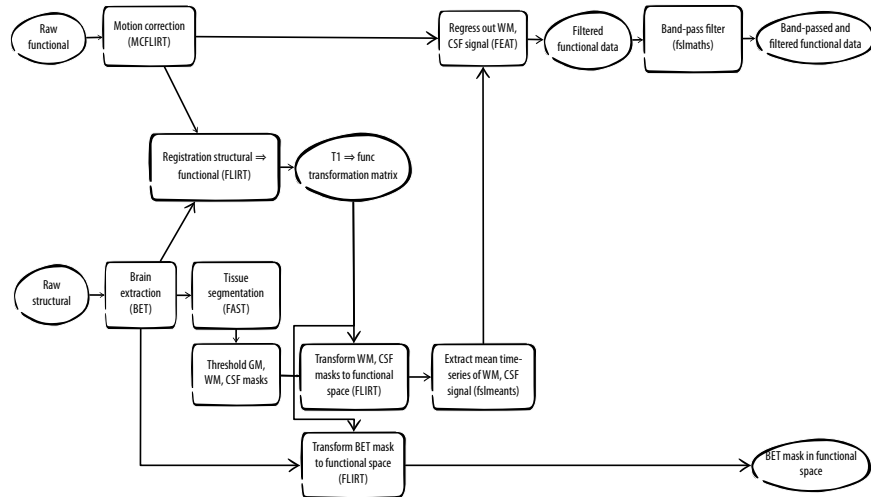 Raw
functional
Motion correction
(MCFLIRT)
Regress out WM,
CSF signal (FEAT)
Filtered
functional data
Band-pass filter
(fslmaths)
Band-passed and
filtered functional data
Registration structural ⇒
functional (FLIRT)
T1 ⇒ func
transformation matrix
Raw
structural
Brain
extraction
(BET)
Tissue
segmentation
(FAST)
Threshold GM,
WM, CSF masks
Transform WM, CSF
masks to functional
space (FLIRT)
Extract mean time-
series of WM, CSF
signal (fslmeants)
Transform BET mask
to functional space
(FLIRT)
BET mask in functional
space